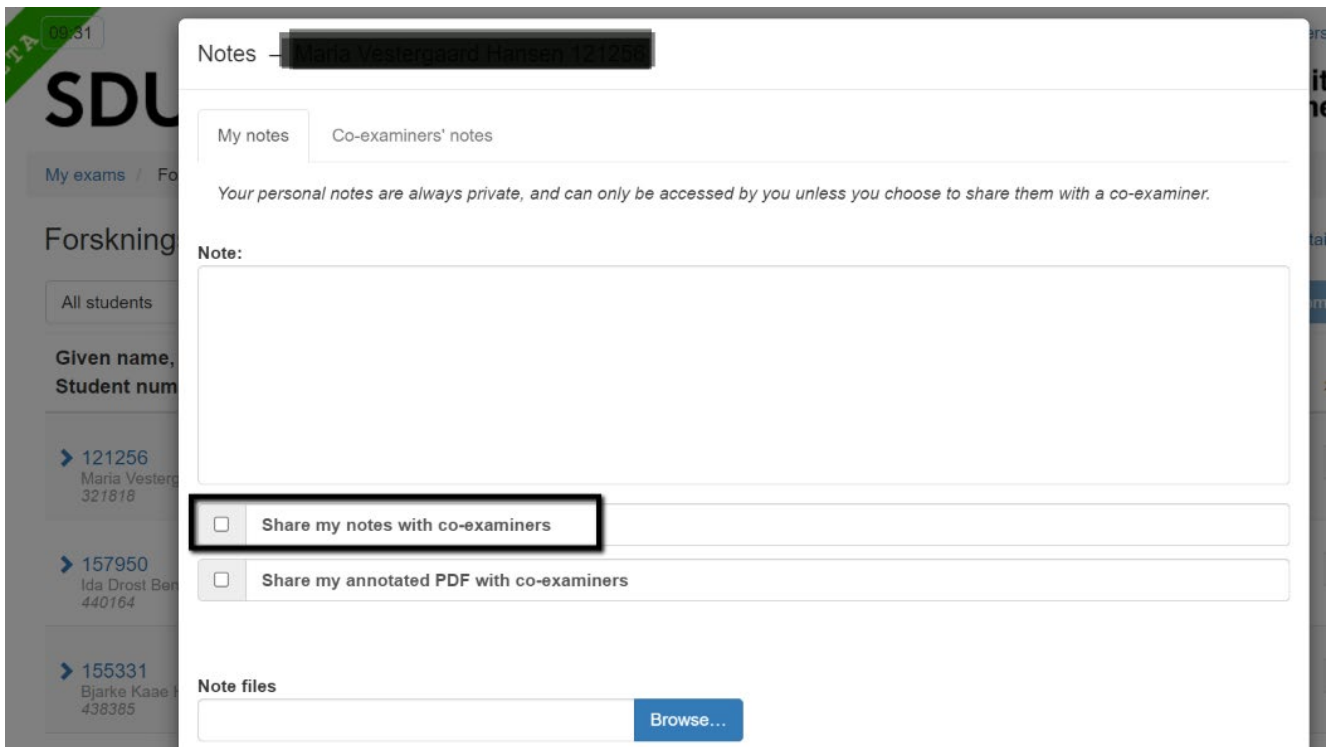 09:31
SDU
Notes –
My notes Co-examiners' notes
My exams / Fo
Your personal notes are always private, and can only be accessed by you unless you choose to share them with a co-examiner.
Forskning
Note:
All students
Given name,
Student num
121256
Maria Vesterg
321818
Share my notes with co-examiners
157950
Ida Drost Ben
440164
Share my annotated PDF with co-examiners
155331
Bjarke Kaae
438385
Note files
Browse...